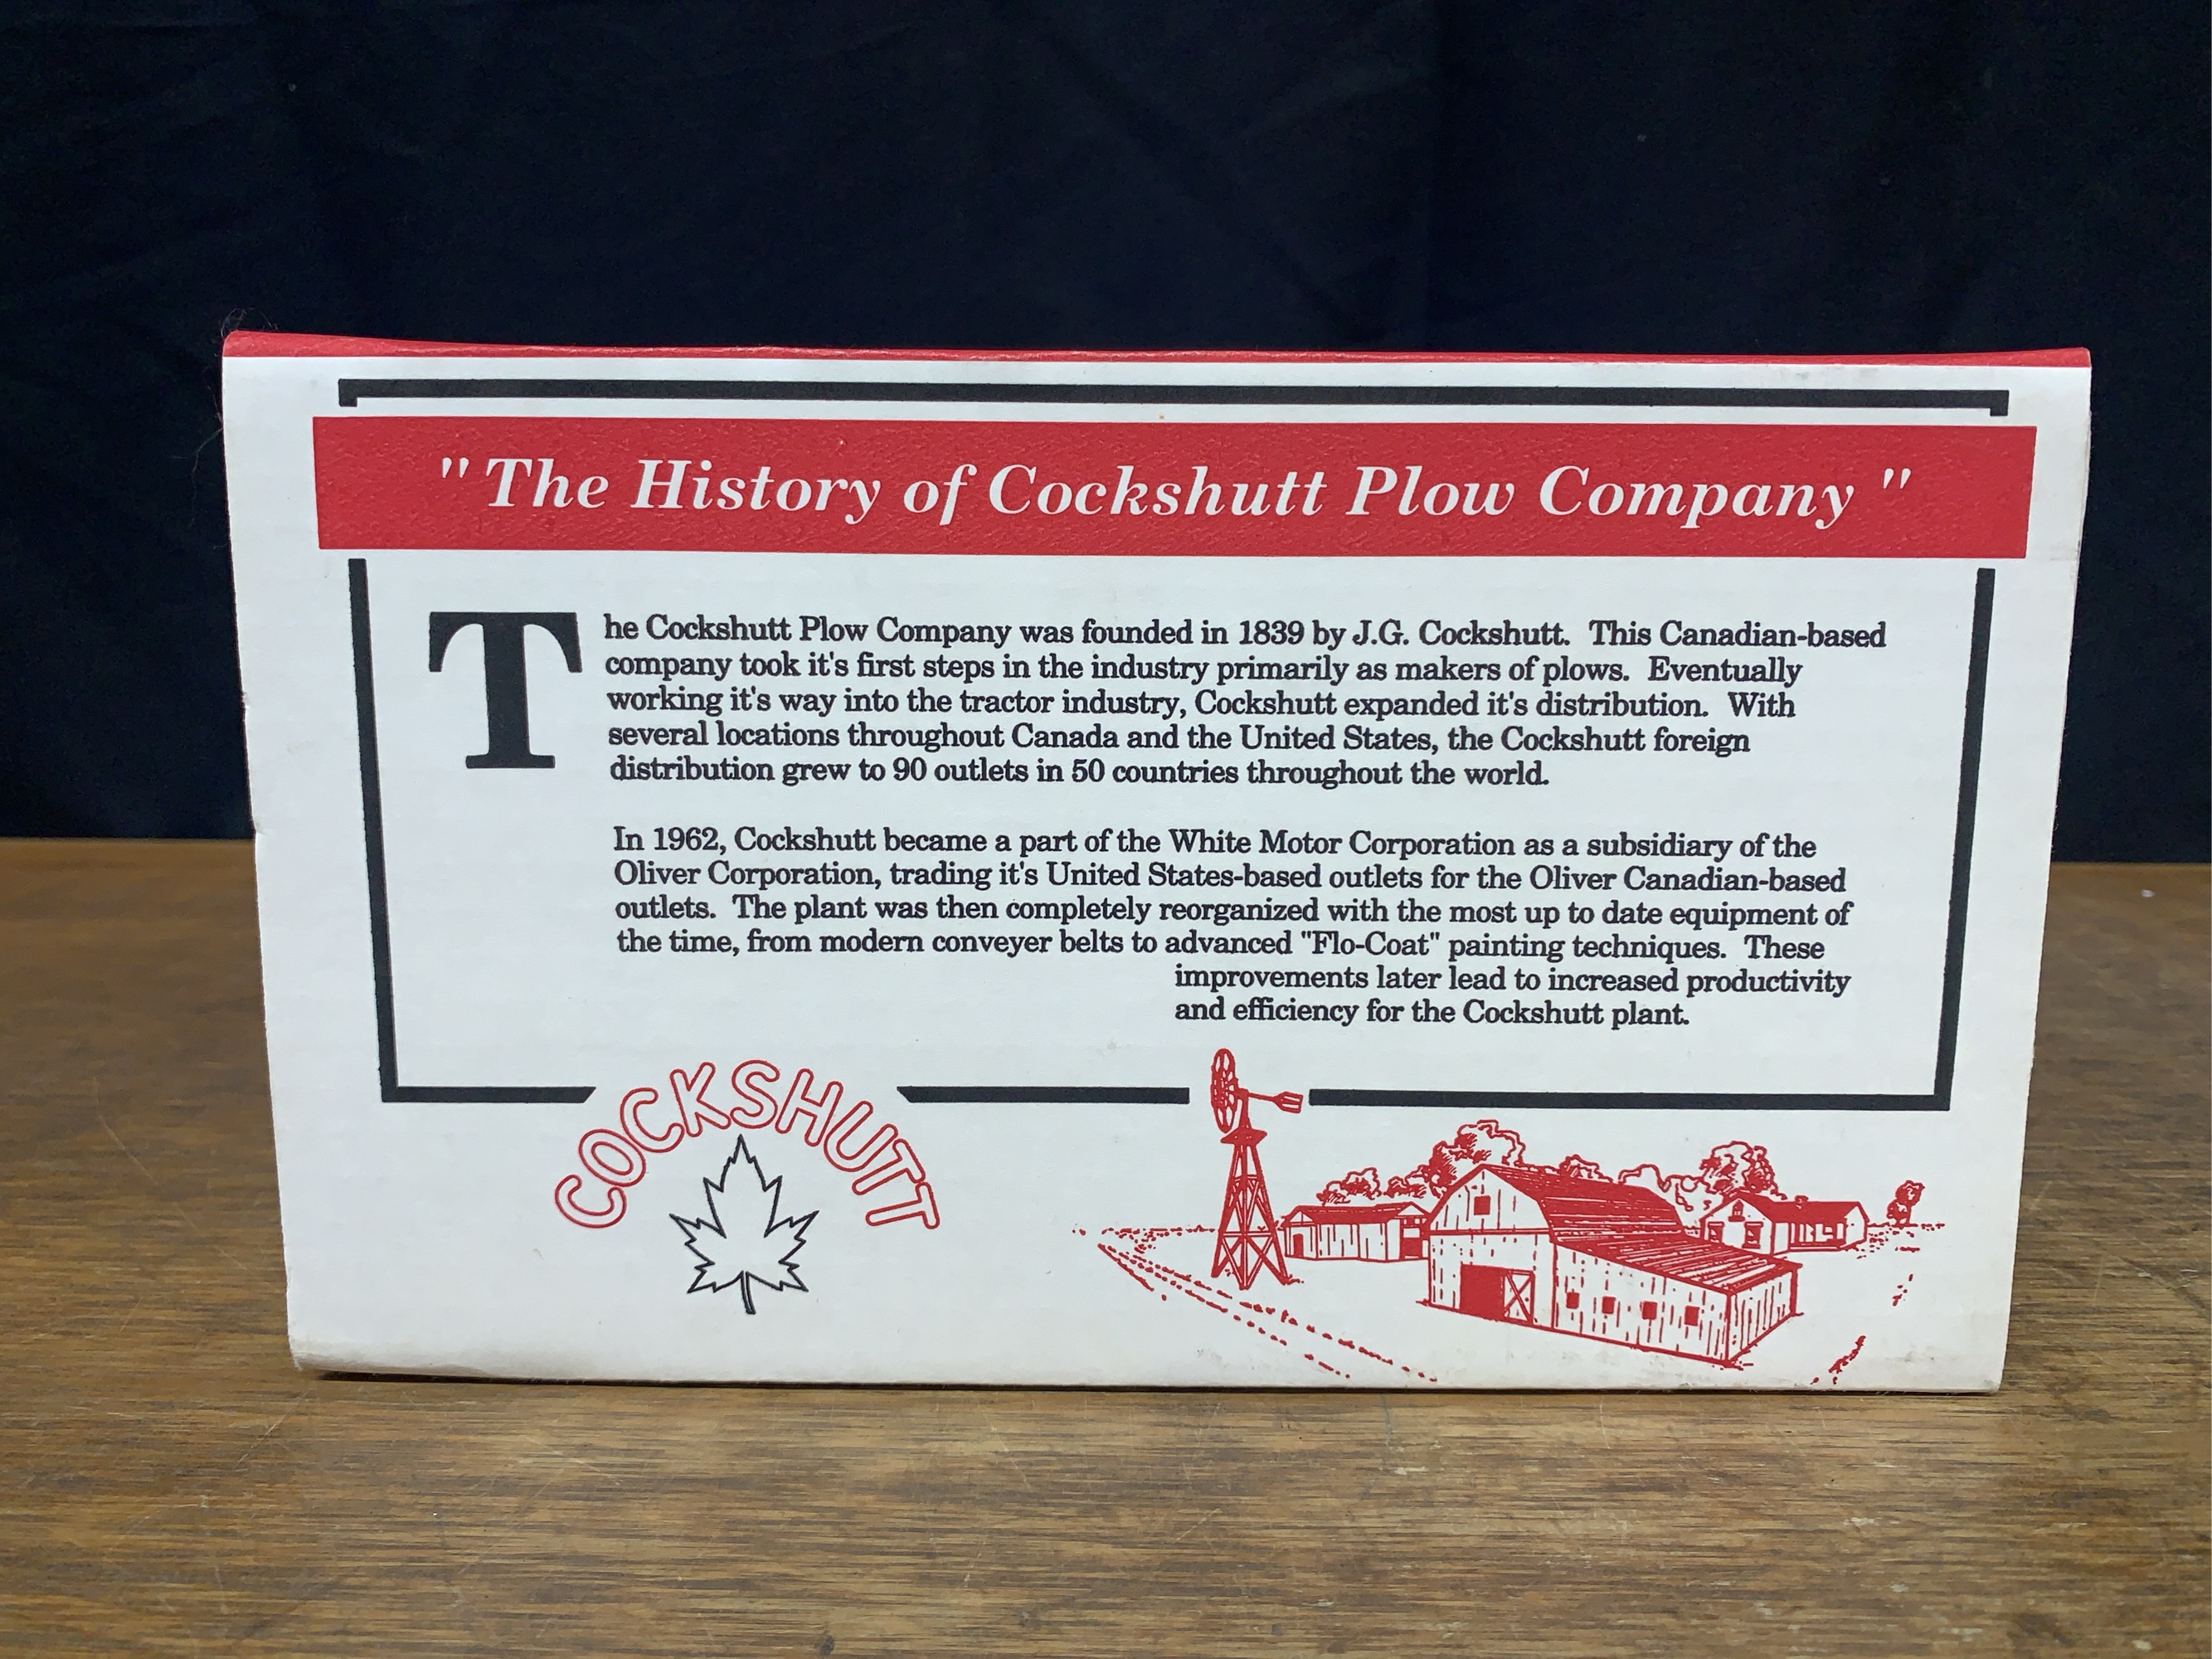 " The History of Cockshutt Plow Company "
The Cockshutt Plow Company was founded in 1839 by J.G. Cockshutt. This Canadian-based
company took it's first steps in the industry primarily as makers of plows. Eventually
working it's way into the tractor industry, Cockshutt expanded it's distribution. With
several locations throughout Canada and the United States, the Cockshutt foreign
distribution grew to 90 outlets in 50 countries throughout the world.
In 1962, Cockshutt became a part of the White Motor Corporation as a subsidiary of the
Oliver Corporation, trading it's United States-based outlets for the Oliver Canadian-based
outlets. The plant was then completely reorganized with the most up to date equipment of
the time, from modern conveyer belts to advanced "Flo-Coat" painting techniques. These
improvements later lead to increased productivity
and efficiency for the Cockshutt plant.
COCKSHUTT